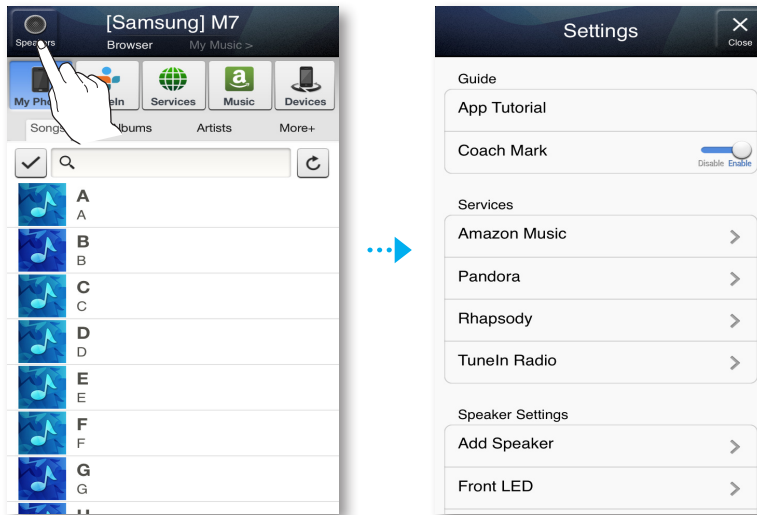 [Samsung] M7
Speakers
Browser My Music >
My Pho
eIn
Services
Music
Devices
Songs
lbums
Artists
More+
A
A
B
B
C
C
D
D
E
E
F
F
G
G
Settings
Close
Guide
App Tutorial
Coach Mark
Disable Enable
Services
Amazon Music
Pandora
Rhapsody
TuneIn Radio
Speaker Settings
Add Speaker
Front LED